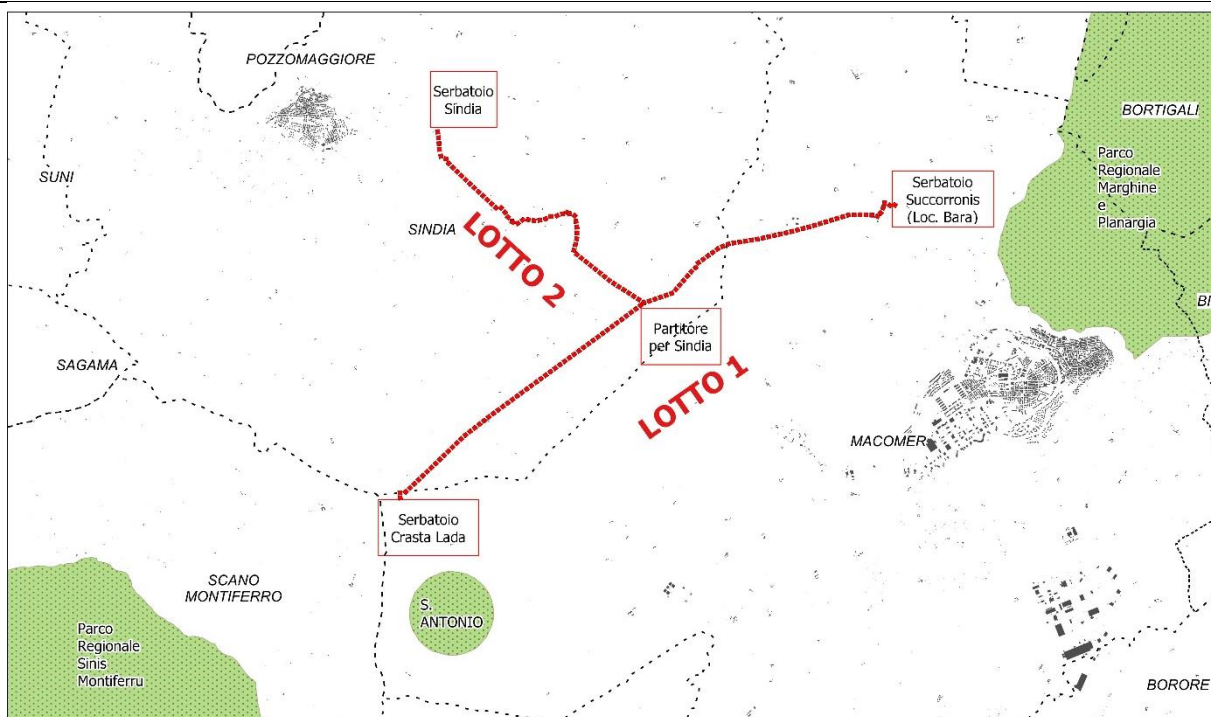 POZZOMAGGIORE
Serbatoio
Sindia
BORTIGALI
Parco
Regionale
Marghine
e
Planargia
SUNI
Serbatoio
Succorronis
(Loc. Bara)
SINDIA
LOTTO 2
BI
Partitore
per Sindia
SAGAMA
LOTTO 1
MACOMER
Serbatoio
Crasta Lada
SCANO
MONTIFERRO
S.
ANTONIO
Parco
Regionale
Sinis
Montiferru
BORORE